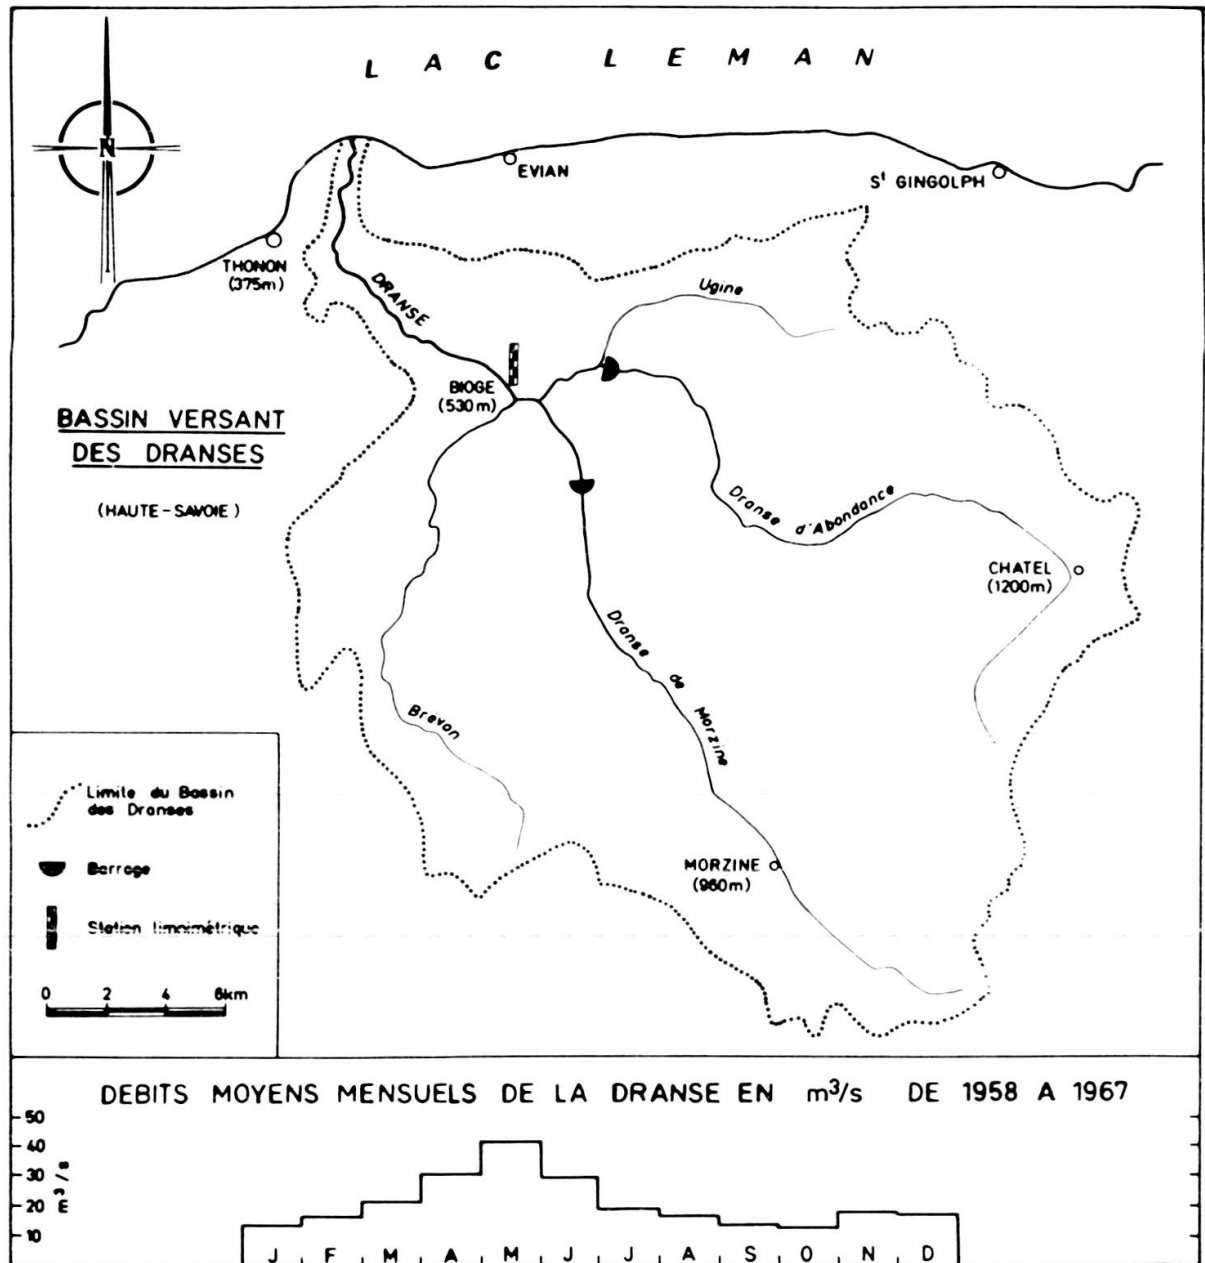 LAC LEMAN
N
EVIAN
St GINGOLPH
THONON
(375m)
Ugine
DRANSE
BIOGE
(530m)
BASSIN VERSANT
DES DRANSES
(HAUTE-SAVOIE)
Dranse d'Abondance
CHATEL
(1200m)
Dranse de Morzine
Brevon
Limite du Bassin
des Dranses
Barrage
Station limnimétrique
MORZINE
(960m)
0 2 4 6km
DEBITS MOYENS MENSUELS DE LA DRANSE EN m³/s DE 1958 A 1967
50
40
30
20
10
m³/s
J F M A M J J A S O N D